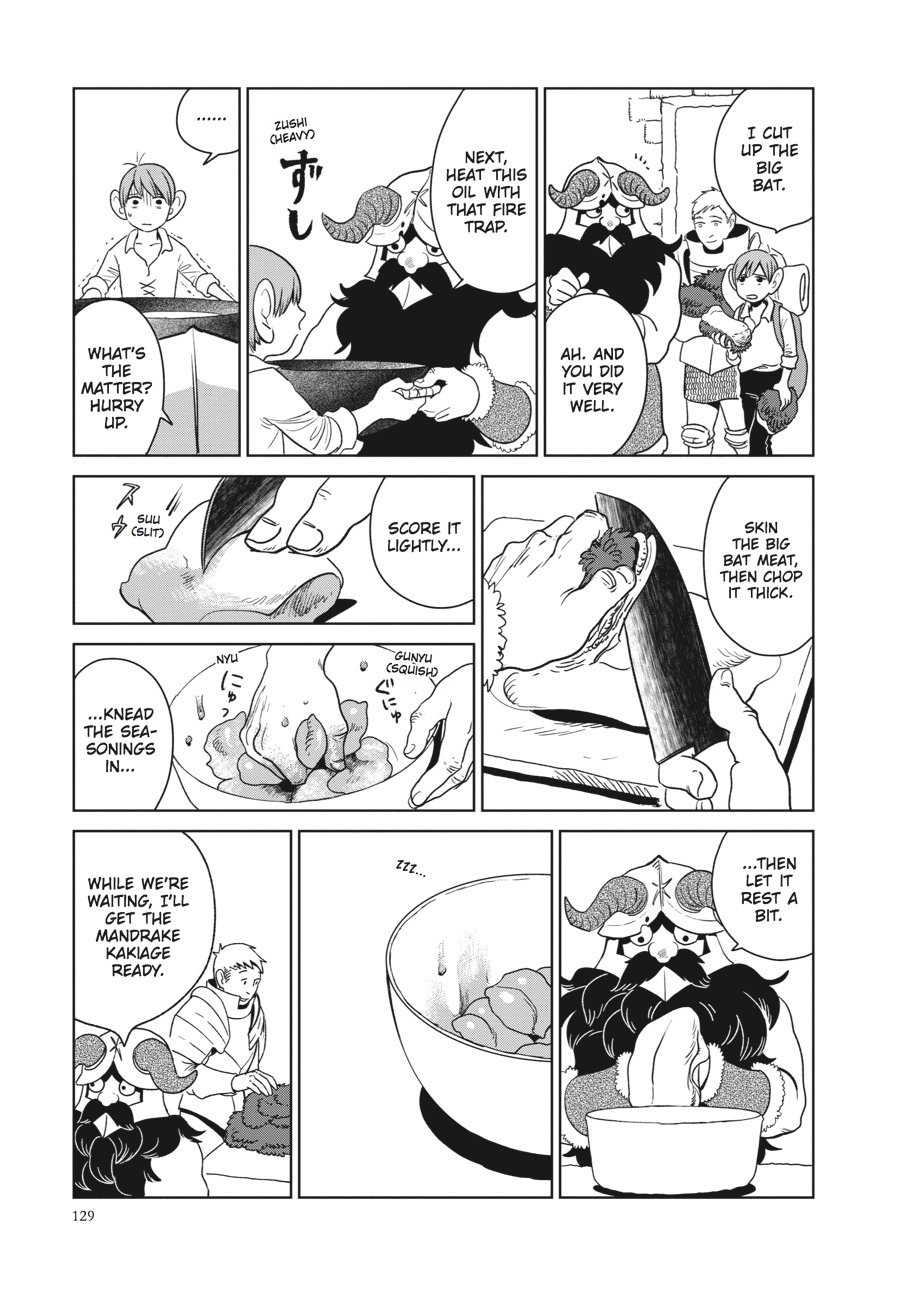 I CUT
UP THE
BIG
BAT.
AH. AND
YOU DID
IT VERY
WELL.
NEXT,
HEAT THIS
OIL WITH
THAT FIRE
TRAP.
ZUSHI
(HEAVY)
ずし
......
WHAT'S
THE
MATTER?
HURRY
UP.
SKIN
THE BIG
BAT MEAT,
THEN CHOP
IT THICK.
SCORE IT
LIGHTLY...
スゥ
SUU
(SLIT)
GUNYU
(SQUISH)
ぐにゅ
NYU
にゅっ
...KNEAD
THE SEA-
SONINGS
IN...
...THEN
LET IT
REST A
BIT.
ZZZ...
WHILE WE'RE
WAITING, I'LL
GET THE
MANDRAKE
KAKIAGE
READY.
129